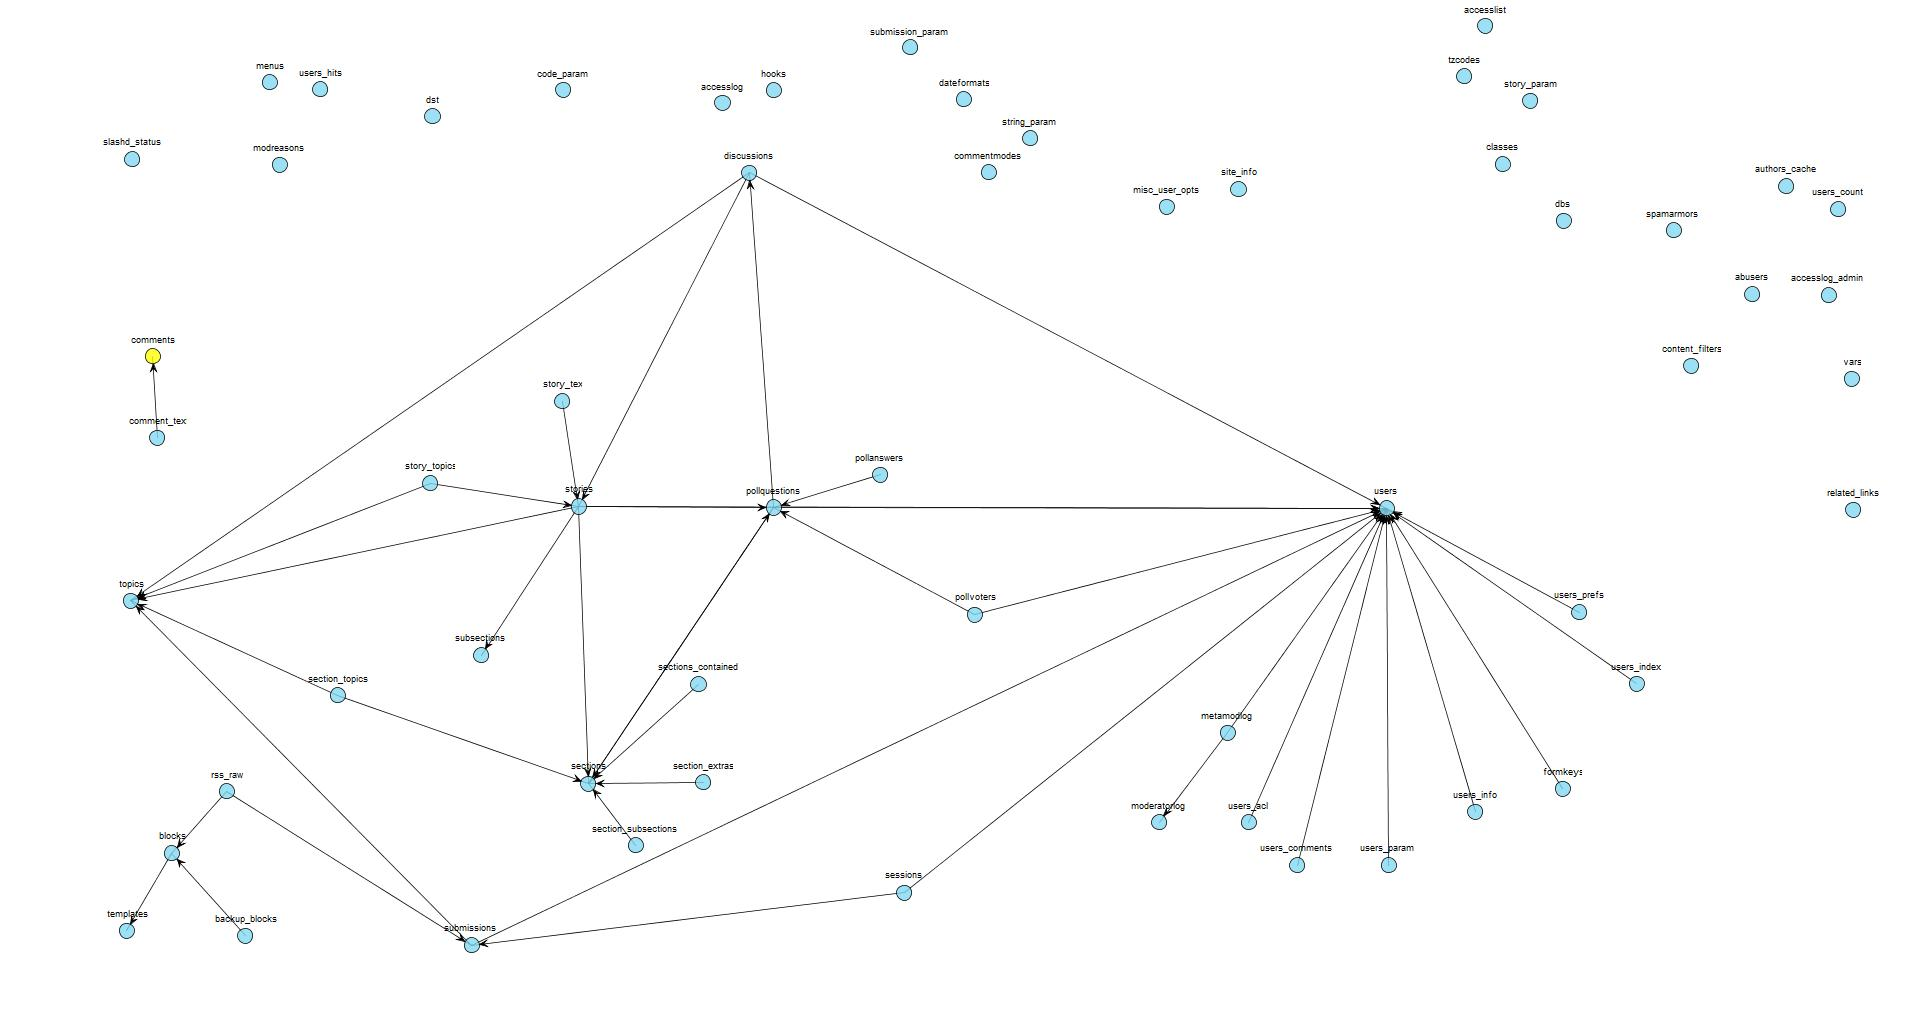 accesslist
submission_param
tzcodes
menus
users_hits
code_param
hooks
accesslog
dateformats
story_param
dst
string_param
slashd_status
modreasons
discussions
commentmodes
classes
misc_user_opts
site_info
authors_cache
users_count
dbs
spamarmors
abusers
accesslog_admin
comments
content_filters
vars
story_tex
comment_tex
story_topics
pollanswers
stories
pollquestions
users
related_links
topics
pollvoters
users_prefs
subsections
sections_contained
users_index
section_topics
metamodlog
sections
section_extras
rss_raw
formkeys
users_info
moderatorlog
users_acl
blocks
section_subsections
users_comments
users_param
sessions
templates
backup_blocks
submissions